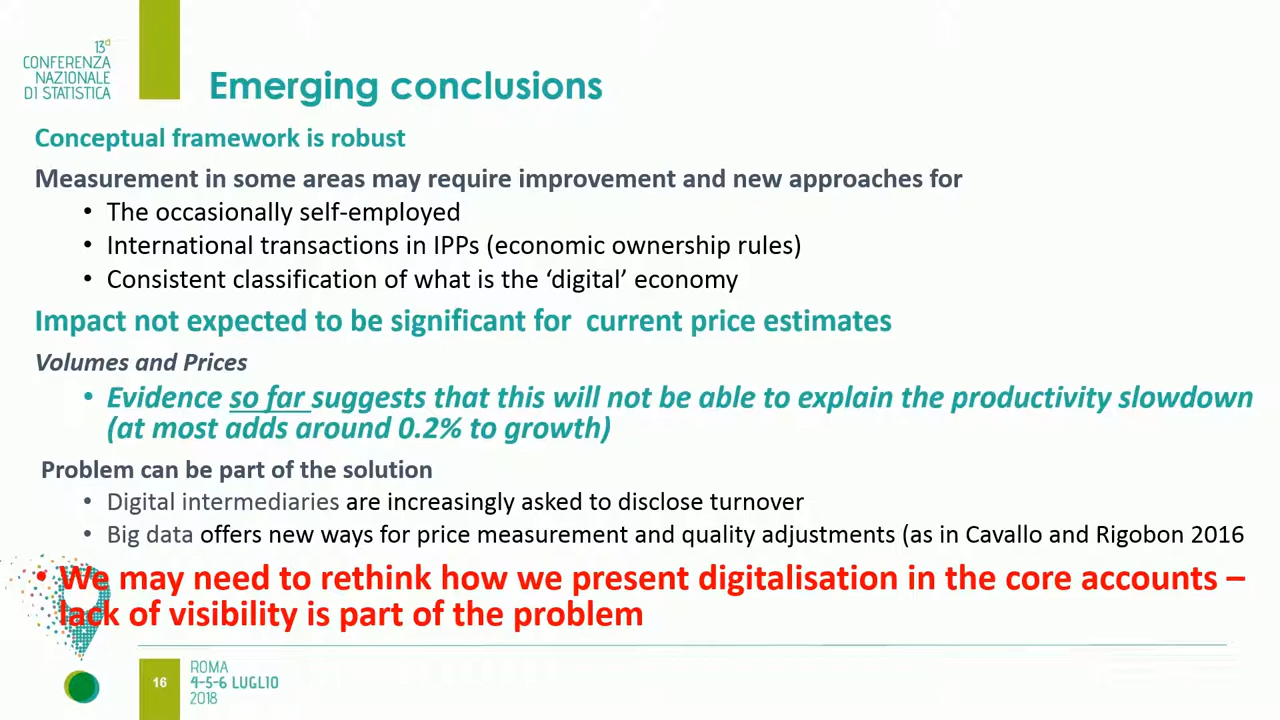 13ª
CONFERENZA
NAZIONALE
DI STATISTICA
Emerging conclusions
Conceptual framework is robust
Measurement in some areas may require improvement and new approaches for
• The occasionally self-employed
• International transactions in IPPs (economic ownership rules)
• Consistent classification of what is the ‘digital’ economy
Impact not expected to be significant for  current price estimates
Volumes and Prices
• Evidence so far suggests that this will not be able to explain the productivity slowdown
(at most adds around 0.2% to growth)
Problem can be part of the solution
• Digital intermediaries are increasingly asked to disclose turnover
• Big data offers new ways for price measurement and quality adjustments (as in Cavallo and Rigobon 2016
• We may need to rethink how we present digitalisation in the core accounts –
lack of visibility is part of the problem
16
ROMA
4-5-6 LUGLIO
2018